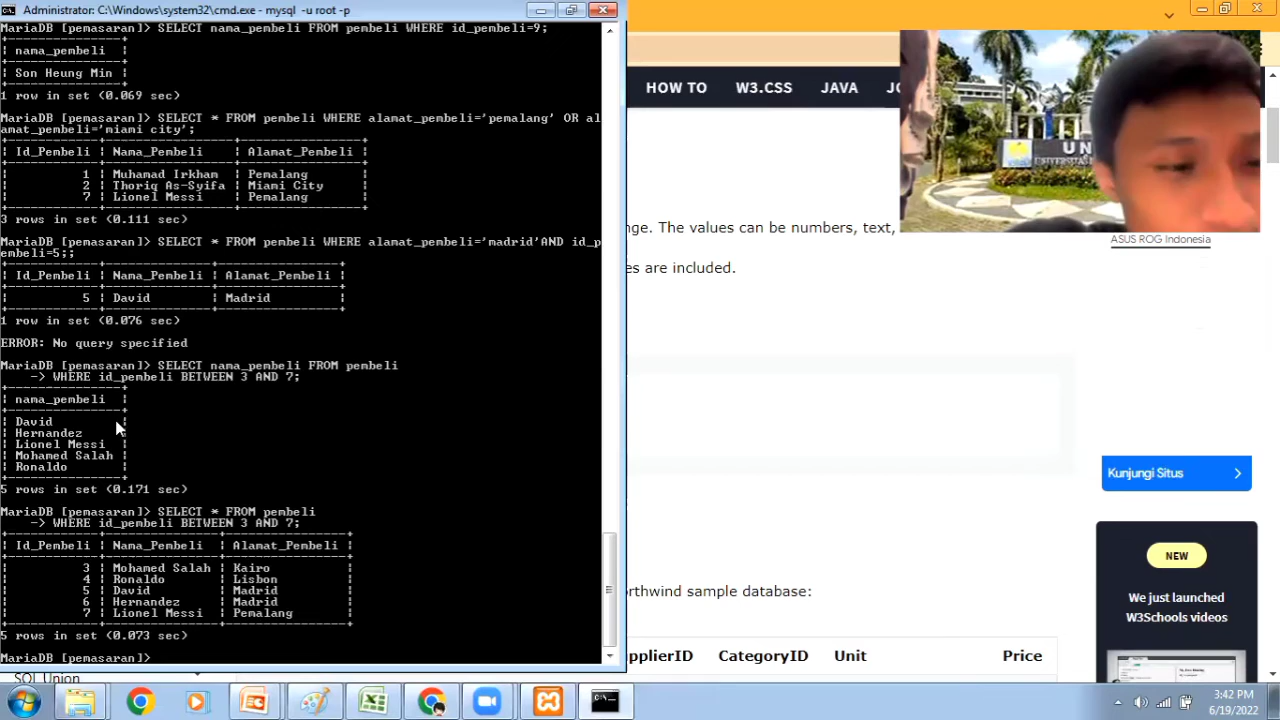 Administrator: C:\Windows\system32\cmd.exe - mysql -u root -p
MariaDB [pemasaran]> SELECT nama_pembeli FROM pembeli WHERE id_pembeli=9;
nama_pembeli
Son Heung Min
1 row in set (0.069 sec)
MariaDB [pemasaran]> SELECT * FROM pembeli WHERE alamat_pembeli='pemalang' OR al
amat_pembeli='miami city';
Id_Pembeli | Nama_Pembeli | Alamat_Pembeli
1 | Muhamad Irkham | Pemalang
2 | Thoriq As-Syifa | Miami City
7 | Lionel Messi | Pemalang
3 rows in set (0.111 sec)
MariaDB [pemasaran]> SELECT * FROM pembeli WHERE alamat_pembeli='madrid'AND id_p
embeli=5;;
Id_Pembeli | Nama_Pembeli | Alamat_Pembeli
5 | David | Madrid
1 row in set (0.076 sec)
ERROR: No query specified
MariaDB [pemasaran]> SELECT nama_pembeli FROM pembeli
-> WHERE id_pembeli BETWEEN 3 AND 7;
nama_pembeli
David
Hernandez
Lionel Messi
Mohamed Salah
Ronaldo
5 rows in set (0.171 sec)
MariaDB [pemasaran]> SELECT * FROM pembeli
-> WHERE id_pembeli BETWEEN 3 AND 7;
Id_Pembeli | Nama_Pembeli | Alamat_Pembeli
3 | Mohamed Salah | Kairo
4 | Ronaldo | Lisbon
5 | David | Madrid
6 | Hernandez | Madrid
7 | Lionel Messi | Pemalang
5 rows in set (0.073 sec)
MariaDB [pemasaran]>
SQL Union
HOW TO W3.CSS JAVA
UN
nge. The values can be numbers, text,
es are included.
ASUS ROG Indonesia
Kunjungi Situs
NEW
We just launched
W3Schools videos
orthwind sample database:
pplierID CategoryID Unit Price
3:42 PM
6/19/2022